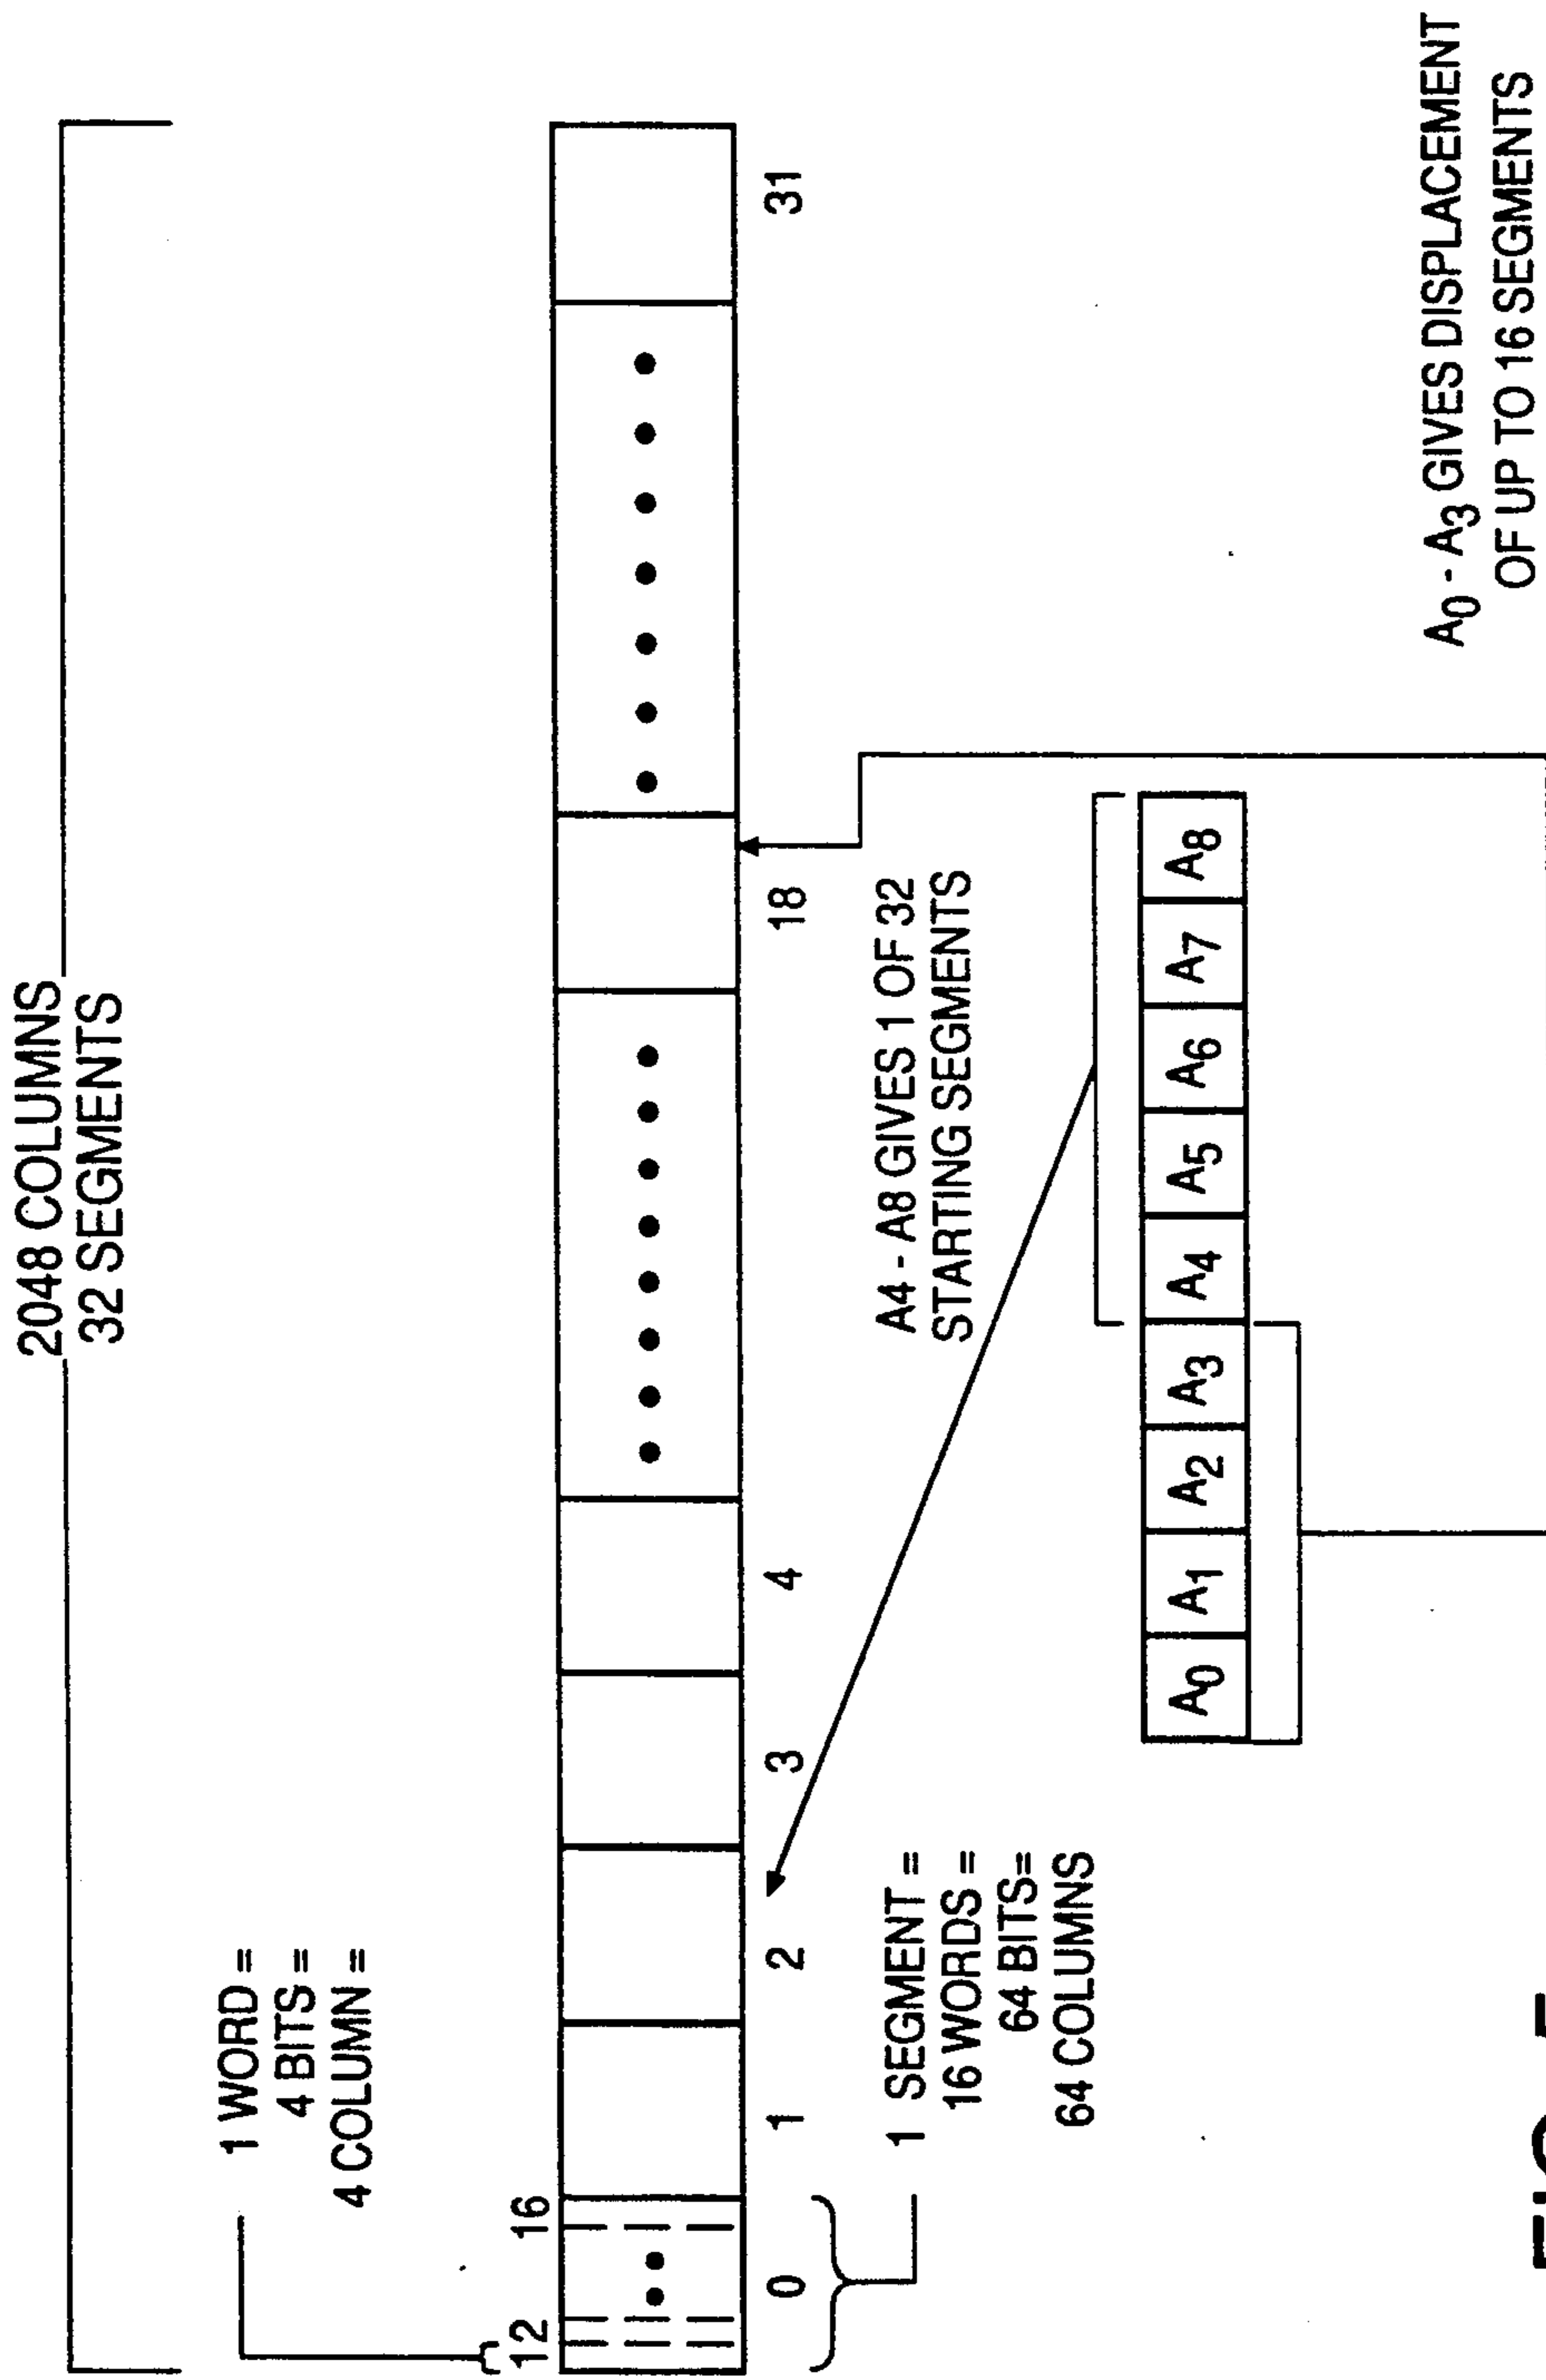 2048 COLUMNS
32 SEGMENTS
1 WORD =
4 BITS =
4 COLUMN =
12 16
0 1 2 3 4 18 31
1 SEGMENT =
16 WORDS =
64 BITS=
64 COLUMNS
A4 - A8 GIVES 1 OF 32
STARTING SEGMENTS
A0 A1 A2 A3 A4 A5 A6 A7 A8
A0 - A3 GIVES DISPLACEMENT
OF UP TO 16 SEGMENTS